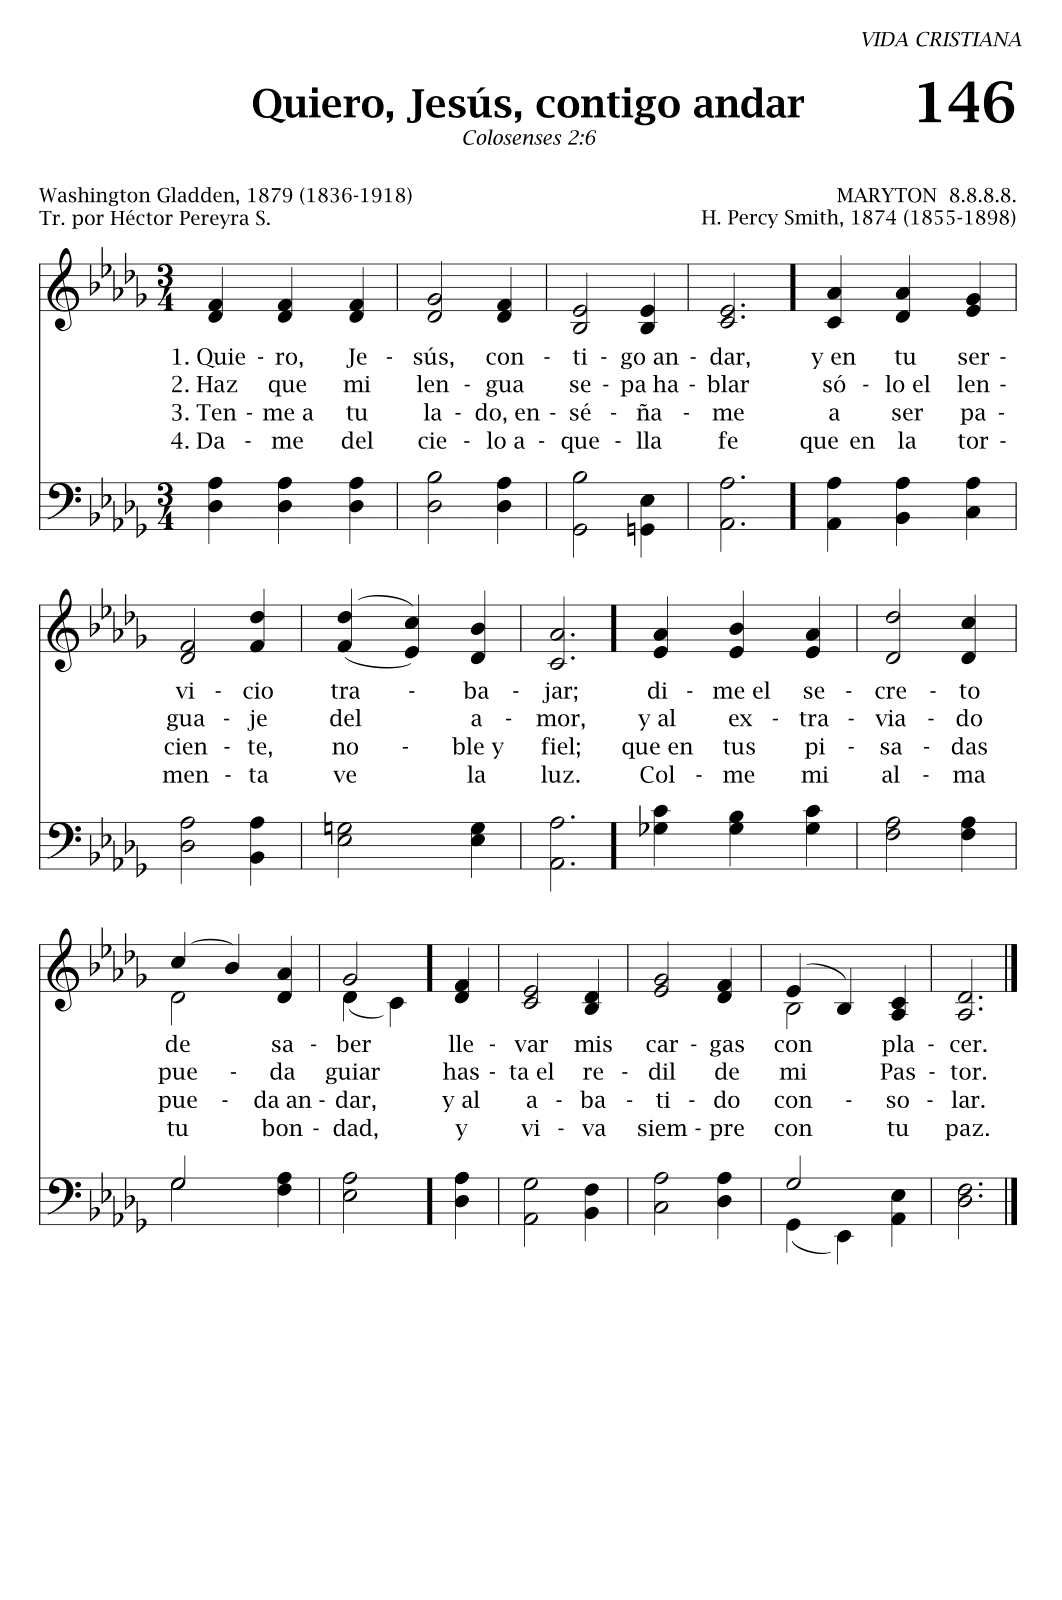 VIDA CRISTIANA
Quiero, Jesús, contigo andar 146
Colosenses 2:6
Washington Gladden, 1879 (1836-1918) MARYTON 8.8.8.8.
Tr. por Héctor Pereyra S. H. Percy Smith, 1874 (1855-1898)
3 4
1. Quie - ro, Je - sús, con - ti - go an - dar, y en tu ser -
2. Haz que mi len - gua se - pa ha - blar só - lo el len -
3. Ten - me a tu la - do, en - sé - ña - me a ser pa -
4. Da - me del cie - lo a - que - lla fe que en la tor -
3 4
vi - cio tra - ba - jar; di - me el se - cre - to
gua - je del a - mor, y al ex - tra - via - do
cien - te, no - ble y fiel; que en tus pi - sa - das
men - ta ve la luz. Col - me mi al - ma
de sa - ber lle - var mis car - gas con pla - cer.
pue - da guiar has - ta el re - dil de mi Pas - tor.
pue - da an - dar, y al a - ba - ti - do con - so - lar.
tu bon - dad, y vi - va siem - pre con tu paz.